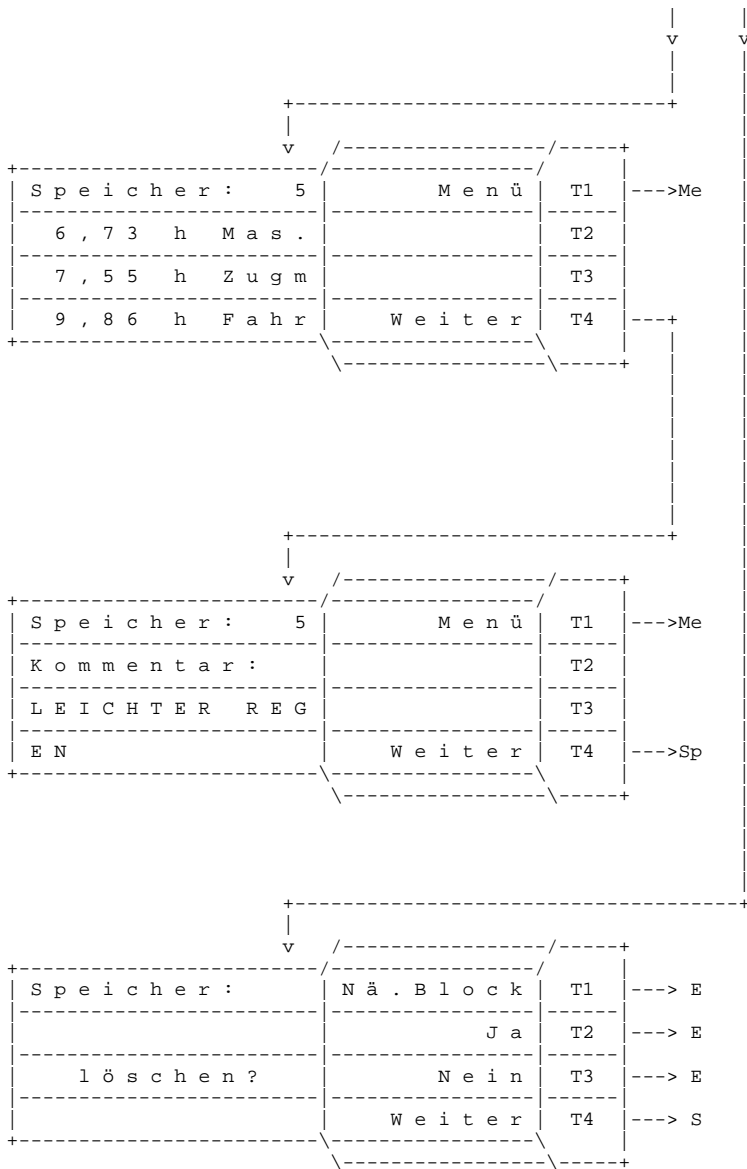 Speicher: 5 Menü T1 --->Me
6,73 h Mas. T2
7,55 h Zugm T3
9,86 h Fahr Weiter T4
Speicher: 5 Menü T1 --->Me
Kommentar: T2
LEICHTER REG T3
EN Weiter T4 --->Sp
Speicher: Nä.Block T1 ---> E
Ja T2 ---> E
löschen? Nein T3 ---> E
Weiter T4 ---> S